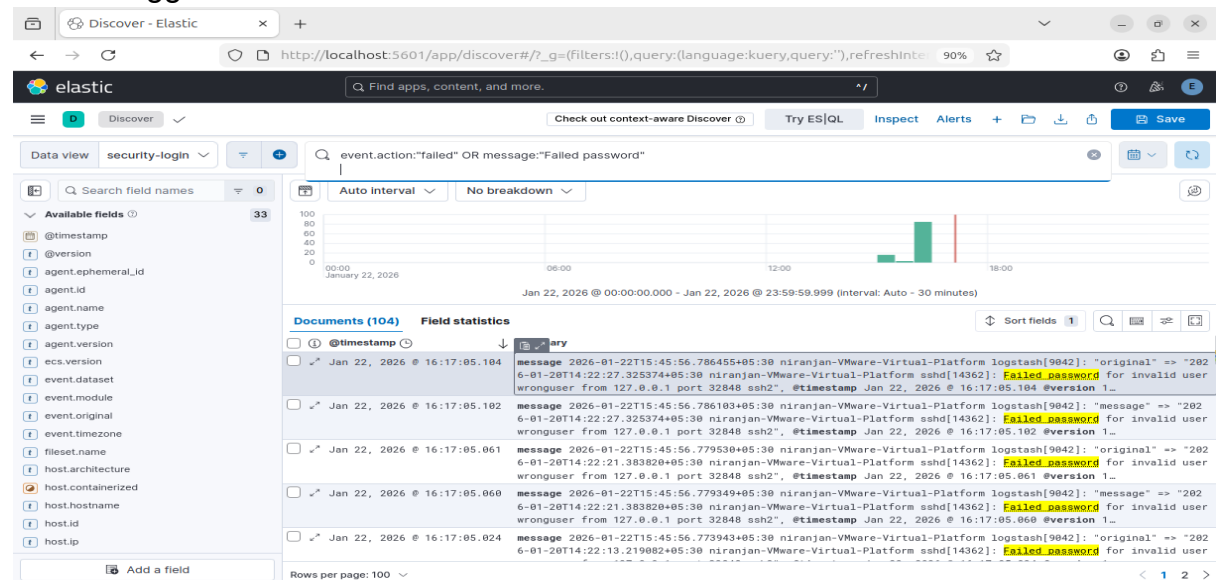 Discover - Elastic
http://localhost:5601/app/discover#/?_g=(filters:!(),query:(language:kuery,query:''),refreshInte 90%
elastic
Find apps, content, and more. ^/
E
D Discover
Check out context-aware Discover Try ES|QL Inspect Alerts Save
Data view security-login
event.action:"failed" OR message:"Failed password"
Search field names 0
Auto interval No breakdown
Available fields 33
@timestamp
@version
agent.ephemeral_id
agent.id
agent.name
agent.type
agent.version
ecs.version
event.dataset
event.module
event.original
event.timezone
fileset.name
host.architecture
host.containerized
host.hostname
host.id
host.ip
Add a field
100
80
60
40
20
0
00:00 06:00 12:00 18:00
January 22, 2026
Jan 22, 2026 @ 00:00:00.000 - Jan 22, 2026 @ 23:59:59.999 (interval: Auto - 30 minutes)
Documents (104) Field statistics Sort fields 1
@timestamp ary
Jan 22, 2026 @ 16:17:05.104 message 2026-01-22T15:45:56.786455+05:30 niranjan-VMware-Virtual-Platform logstash[9042]: "original" => "202
6-01-20T14:22:27.325374+05:30 niranjan-VMware-Virtual-Platform sshd[14362]: Failed password for invalid user
wronguser from 127.0.0.1 port 32848 ssh2", @timestamp Jan 22, 2026 @ 16:17:05.104 @version 1…
Jan 22, 2026 @ 16:17:05.102 message 2026-01-22T15:45:56.786103+05:30 niranjan-VMware-Virtual-Platform logstash[9042]: "message" => "202
6-01-20T14:22:27.325374+05:30 niranjan-VMware-Virtual-Platform sshd[14362]: Failed password for invalid user
wronguser from 127.0.0.1 port 32848 ssh2", @timestamp Jan 22, 2026 @ 16:17:05.102 @version 1…
Jan 22, 2026 @ 16:17:05.061 message 2026-01-22T15:45:56.779530+05:30 niranjan-VMware-Virtual-Platform logstash[9042]: "original" => "202
6-01-20T14:22:21.383820+05:30 niranjan-VMware-Virtual-Platform sshd[14362]: Failed password for invalid user
wronguser from 127.0.0.1 port 32848 ssh2", @timestamp Jan 22, 2026 @ 16:17:05.061 @version 1…
Jan 22, 2026 @ 16:17:05.060 message 2026-01-22T15:45:56.779349+05:30 niranjan-VMware-Virtual-Platform logstash[9042]: "message" => "202
6-01-20T14:22:21.383820+05:30 niranjan-VMware-Virtual-Platform sshd[14362]: Failed password for invalid user
wronguser from 127.0.0.1 port 32848 ssh2", @timestamp Jan 22, 2026 @ 16:17:05.060 @version 1…
Jan 22, 2026 @ 16:17:05.024 message 2026-01-22T15:45:56.773943+05:30 niranjan-VMware-Virtual-Platform logstash[9042]: "original" => "202
6-01-20T14:22:13.219082+05:30 niranjan-VMware-Virtual-Platform sshd[14362]: Failed password for invalid user
Rows per page: 100 1 2